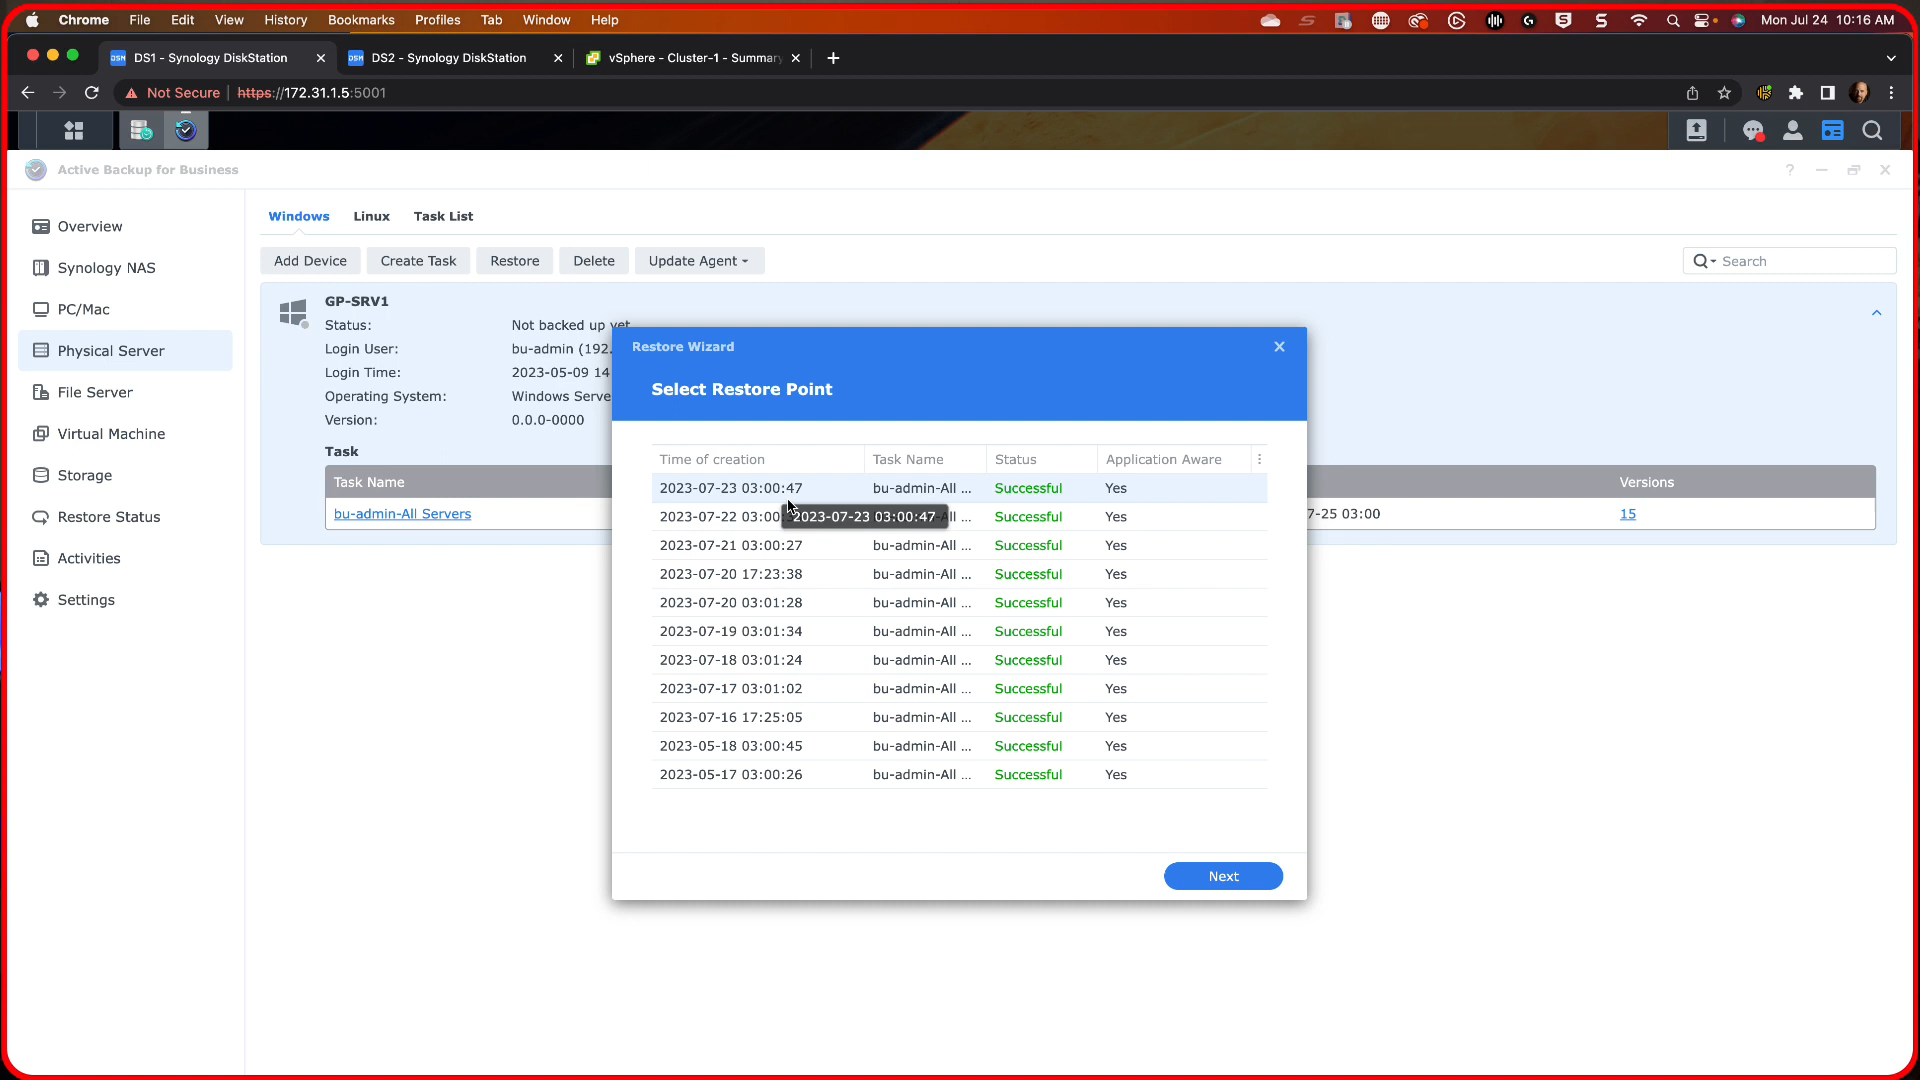 Chrome File Edit View History Bookmarks Profiles Tab Window Help Mon Jul 24 10:16 AM
DS1 - Synology DiskStation DS2 - Synology DiskStation vSphere - Cluster-1 - Summary
Not Secure https://172.31.1.5:5001
Active Backup for Business
Overview
Synology NAS
PC/Mac
Physical Server
File Server
Virtual Machine
Storage
Restore Status
Activities
Settings
Windows Linux Task List
Add Device Create Task Restore Delete Update Agent Search
GP-SRV1
Status: Not backed up yet
Login User: bu-admin (192.
Login Time: 2023-05-09 14
Operating System: Windows Serve
Version: 0.0.0-0000
Task
Task Name Versions
bu-admin-All Servers 7-25 03:00 15
Restore Wizard
Select Restore Point
Time of creation Task Name Status Application Aware
2023-07-23 03:00:47 bu-admin-All ... Successful Yes
2023-07-22 03:00: All ... Successful Yes
2023-07-23 03:00:47
2023-07-21 03:00:27 bu-admin-All ... Successful Yes
2023-07-20 17:23:38 bu-admin-All ... Successful Yes
2023-07-20 03:01:28 bu-admin-All ... Successful Yes
2023-07-19 03:01:34 bu-admin-All ... Successful Yes
2023-07-18 03:01:24 bu-admin-All ... Successful Yes
2023-07-17 03:01:02 bu-admin-All ... Successful Yes
2023-07-16 17:25:05 bu-admin-All ... Successful Yes
2023-05-18 03:00:45 bu-admin-All ... Successful Yes
2023-05-17 03:00:26 bu-admin-All ... Successful Yes
Next